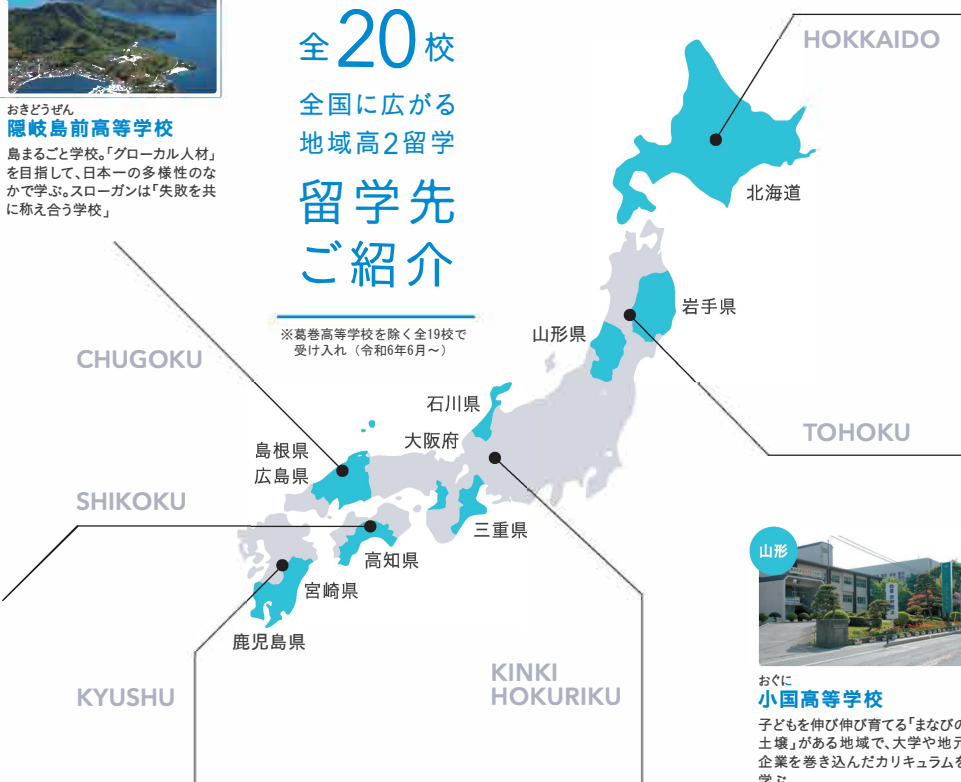 おきどうぜん
隠岐島前高等学校
島まるごと学校。「グローカル人材」
を目指して、日本一の多様性のな
かで学ぶ。スローガンは「失敗を共
に称え合う学校」
全20校
全国に広がる
地域高2留学
留学先
ご紹介
※葛巻高等学校を除く全19校で
受け入れ（令和6年6月～）
HOKKAIDO
北海道
岩手県
山形県
TOHOKU
石川県
大阪府
CHUGOKU
島根県
広島県
SHIKOKU
三重県
高知県
宮崎県
鹿児島県
KYUSHU
KINKI
HOKURIKU
山形
おぐに
小国高等学校
子どもを伸び伸び育てる「まなびの
土壌」がある地域で、大学や地元
企業を巻き込んだカリキュラムを
学ぶ